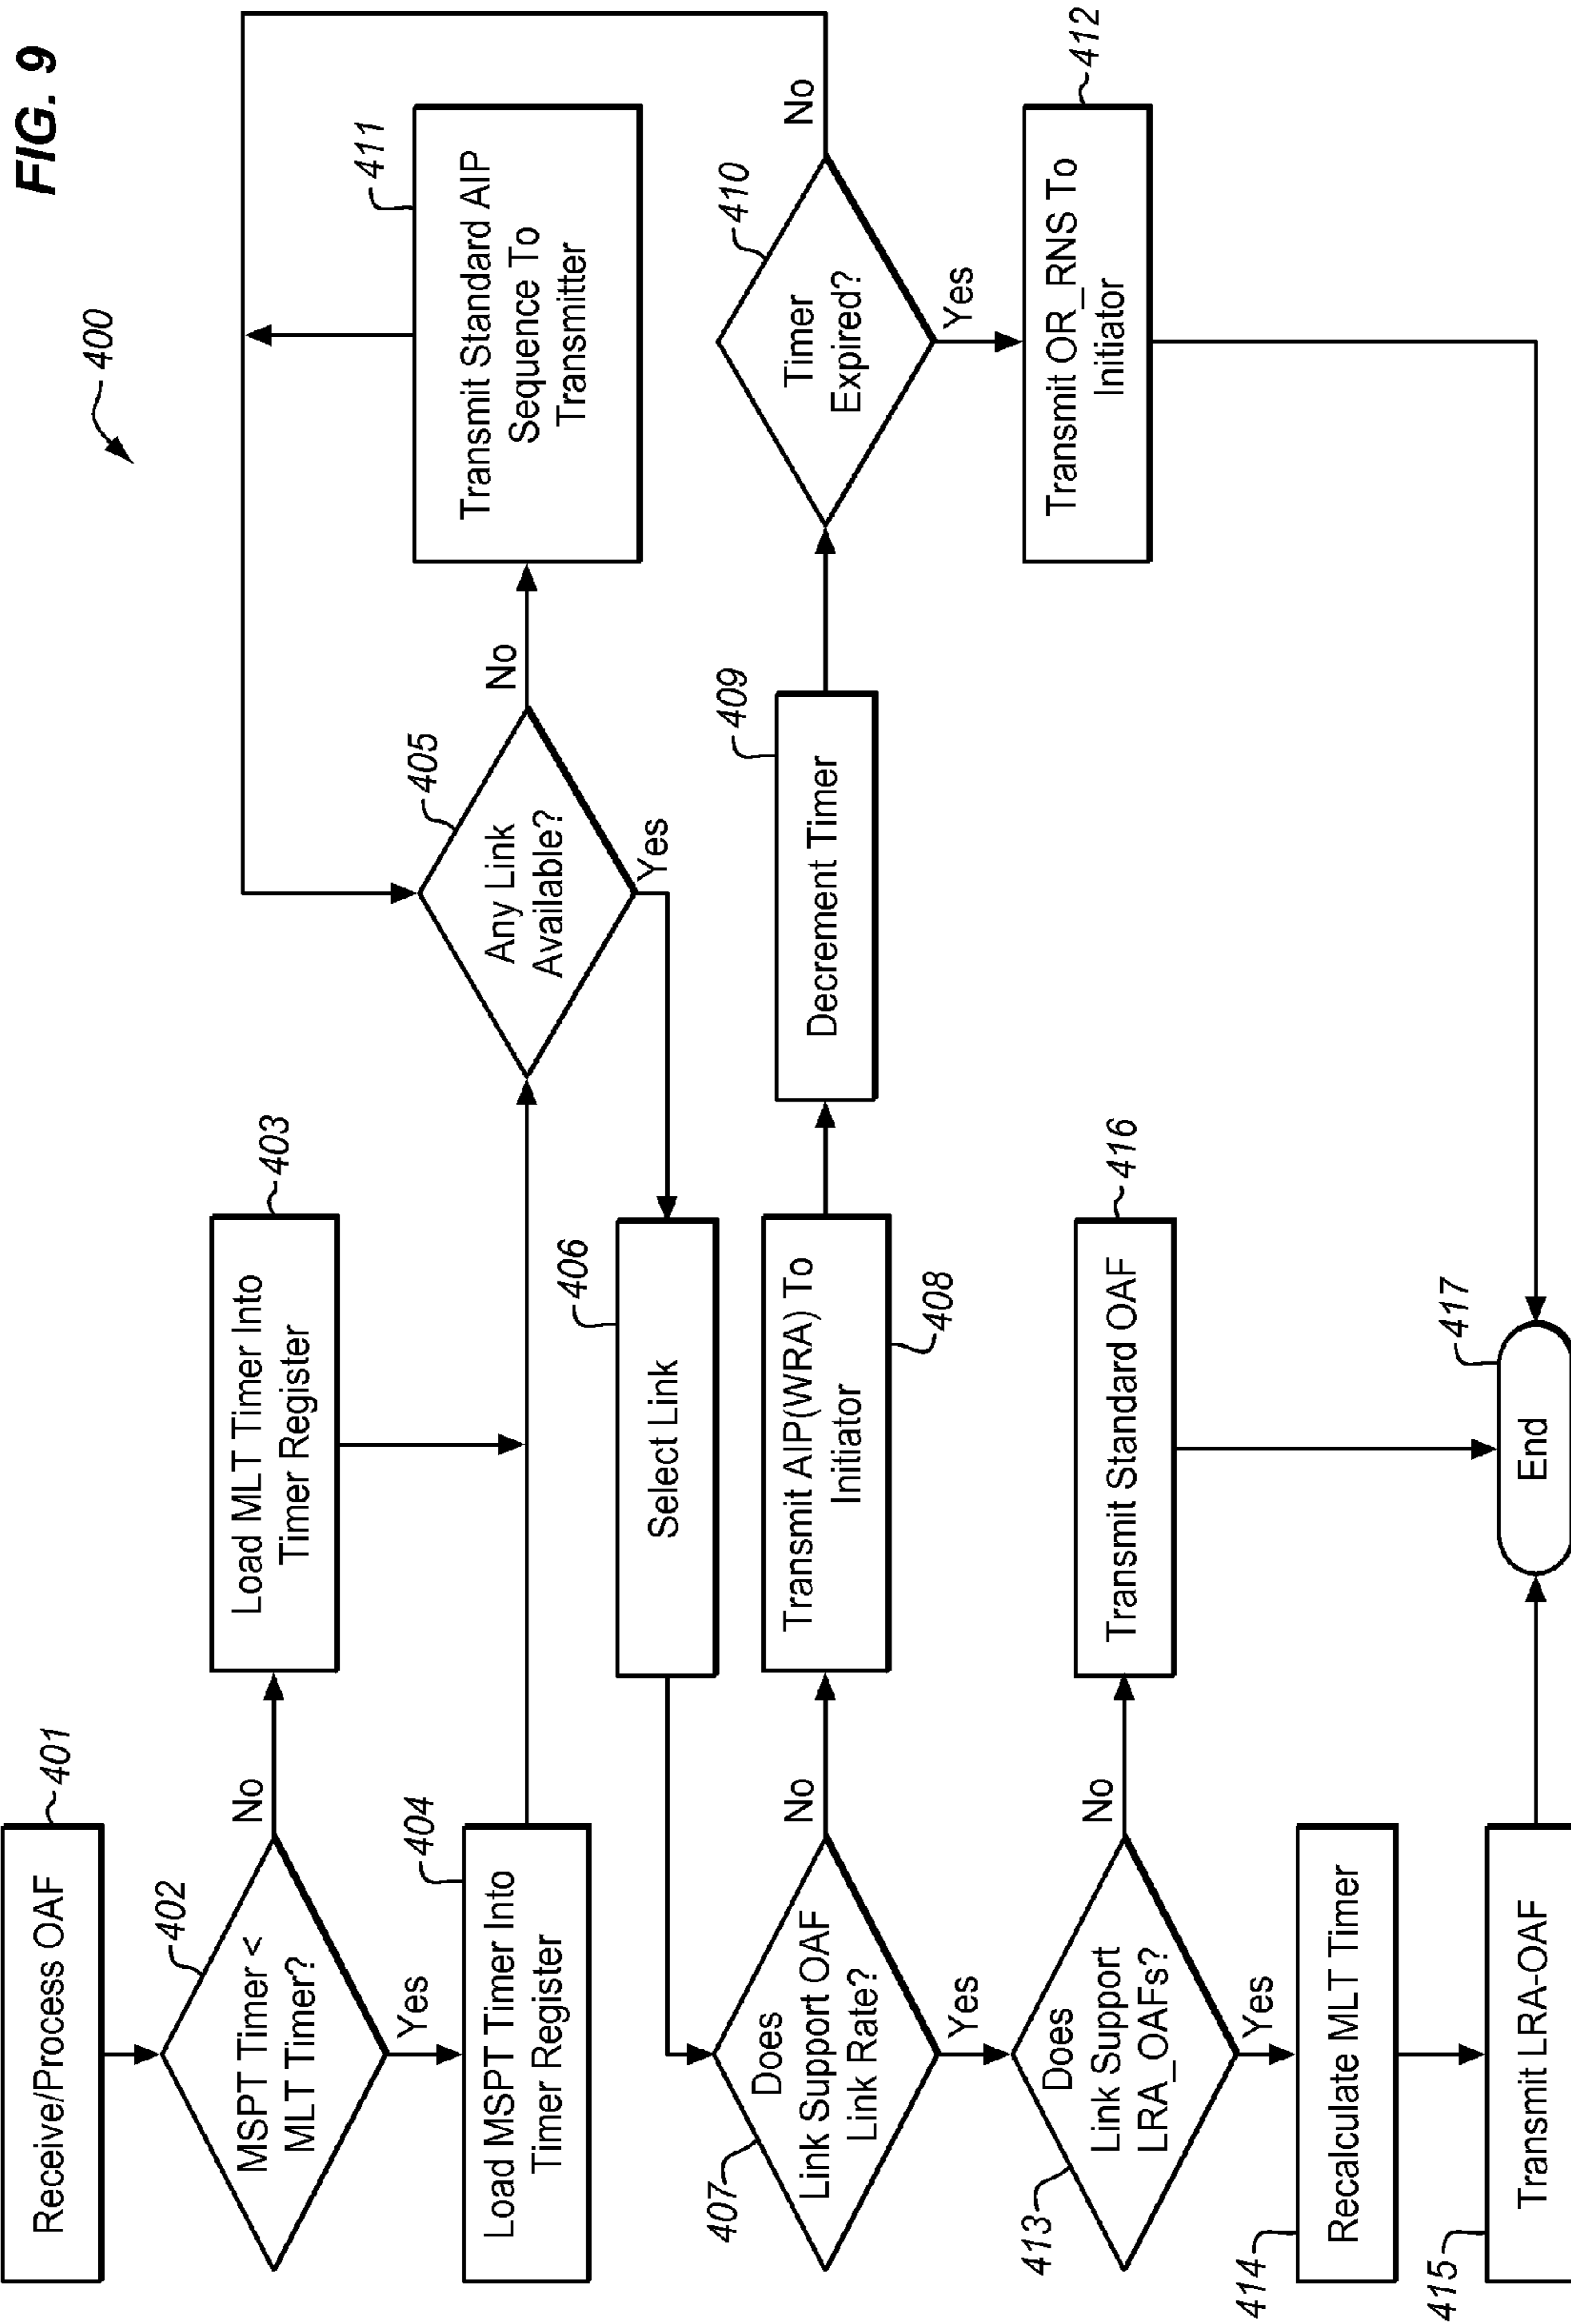 FIG. 9
400
Receive/Process OAF
401
MSPT Timer <
MLT Timer?
402
No
Yes
Load MLT Timer Into
Timer Register
403
Load MSPT Timer Into
Timer Register
404
Any Link
Available?
405
No
Yes
Transmit Standard AIP
Sequence To
Transmitter
411
Select Link
406
Does
Link Support OAF
Link Rate?
407
No
Yes
Transmit AIP(WRA) To
Initiator
408
Decrement Timer
409
Timer
Expired?
410
No
Yes
Transmit OR_RNS To
Initiator
412
Does
Link Support
LRA_OAFs?
413
No
Yes
Transmit Standard OAF
416
Recalculate MLT Timer
414
Transmit LRA-OAF
415
End
417